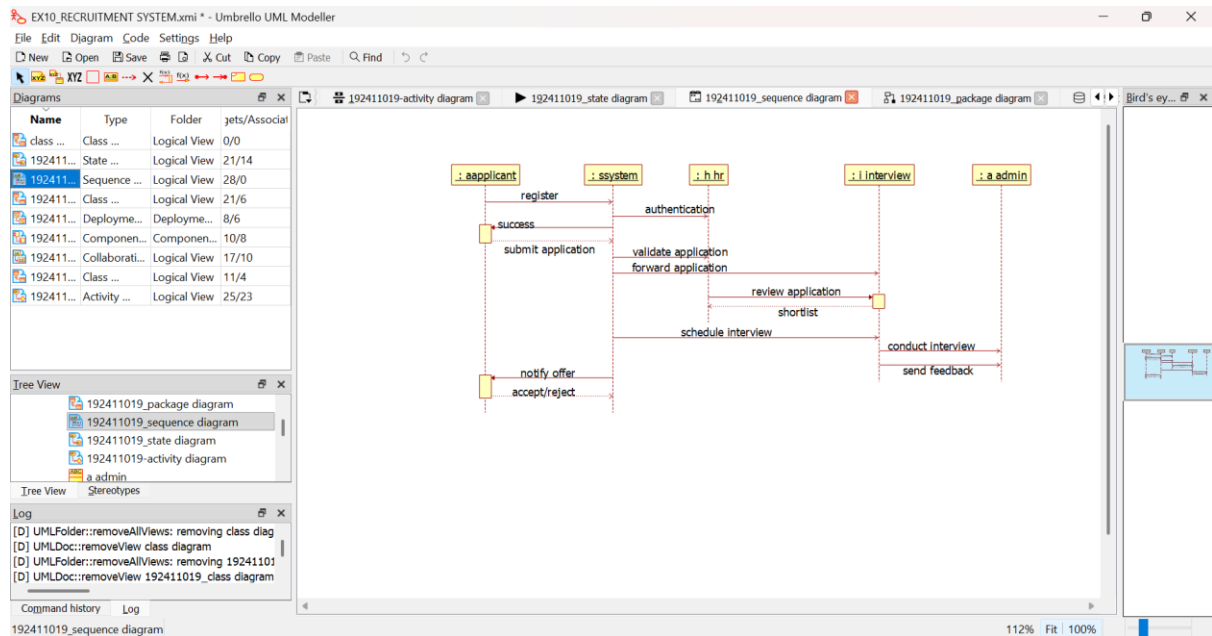 EX10_RECRUITMENT SYSTEM.xmi * - Umbrello UML Modeller
File Edit Diagram Code Settings Help
New Open Save Cut Copy Paste Find
XYZ XYZ A:B f(x) f(x)
Diagrams
192411019-activity diagram 192411019_state diagram 192411019_sequence diagram 192411019_package diagram
Bird's ey...
Name Type Folder jets/Associat
class ... Class ... Logical View 0/0
192411... State ... Logical View 21/14
192411... Sequence ... Logical View 28/0
192411... Class ... Logical View 21/6
192411... Deployme... Deployme... 8/6
192411... Componen... Componen... 10/8
192411... Collaborati... Logical View 17/10
192411... Class ... Logical View 11/4
192411... Activity ... Logical View 25/23
: aapplicant : ssystem : h hr : i interview : a admin
register
authentication
success
submit application
validate application
forward application
review application
shortlist
schedule interview
conduct interview
send feedback
notify offer
accept/reject
Tree View
192411019_package diagram
192411019_sequence diagram
192411019_state diagram
192411019-activity diagram
ABC a admin
Tree View Stereotypes
Log
[D] UMLFolder::removeAllViews: removing class diag
[D] UMLDoc::removeView class diagram
[D] UMLFolder::removeAllViews: removing 19241101
[D] UMLDoc::removeView 192411019_class diagram
Command history Log
192411019_sequence diagram 112% Fit 100%